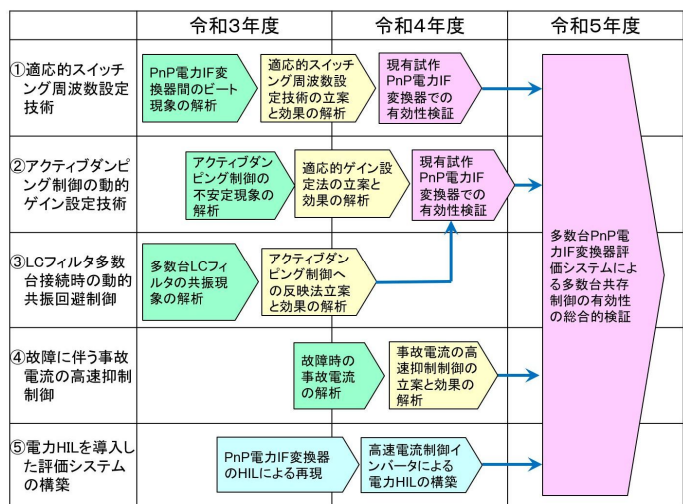 令和3年度
令和4年度
令和5年度
①適応的スイッチ
ング周波数設定
技術
PnP電力IF変
換器間のビート
現象の解析
適応的スイッチ
ング周波数設
定技術の立案
と効果の解析
現有試作
PnP電力IF
変換器での
有効性検証
②アクティブダンピ
ング制御の動的
ゲイン設定技術
アクティブダン
ピング制御の
不安定現象の
解析
適応的ゲイン設
定法の立案と
効果の解析
現有試作
PnP電力IF
変換器での
有効性検証
③LCフィルタ多数
台接続時の動的
共振回避制御
多数台LCフィ
ルタの共振現
象の解析
アクティブダン
ピング制御へ
の反映法立案
と効果の解析
④故障に伴う事故
電流の高速抑制
制御
故障時の
事故電流
の解析
事故電流の高
速抑制制御の
立案と効果の
解析
⑤電力HILを導入し
た評価システム
の構築
PnP電力IF変換器
のHILによる再現
高速電流制御イ
ンバータによる
電力HILの構築
多数台PnP電
力IF変換器評
価システムによ
る多数台共存
制御の有効性
の総合的検証